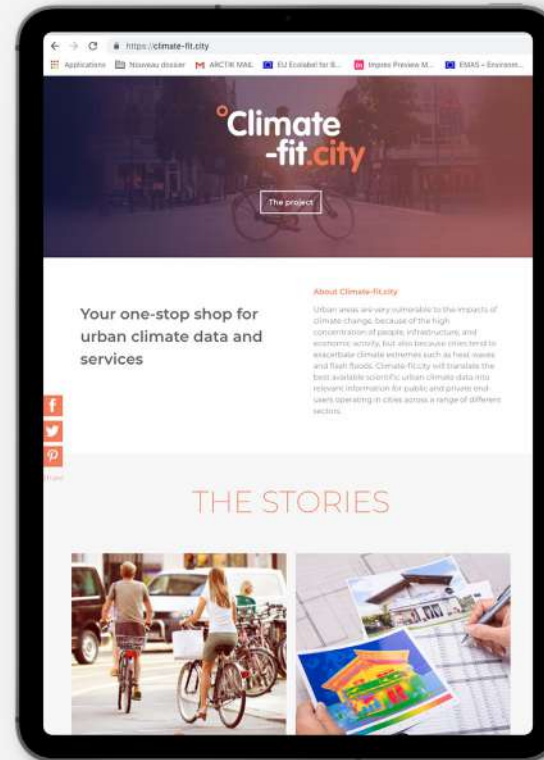 https://climate-fit.city
Applications
Nouveau dossier
ARCTIK MAIL
EU Ecolabel for B...
Impreo Preview M...
EMAS – Environm...
°Climate
-fit.city
The project
Your one-stop shop for
urban climate data and
services
About Climate-fit.city
Urban areas are very vulnerable to the impacts of
climate change, because of the high
concentration of people, infrastructure, and
economic activity, but also because cities tend to
exacerbate climate extremes such as heat waves
and flash floods. Climate-fit.city will translate the
best available scientific urban climate data into
relevant information for public and private end-
users operating in cities across a range of different
sectors.
Share
THE STORIES